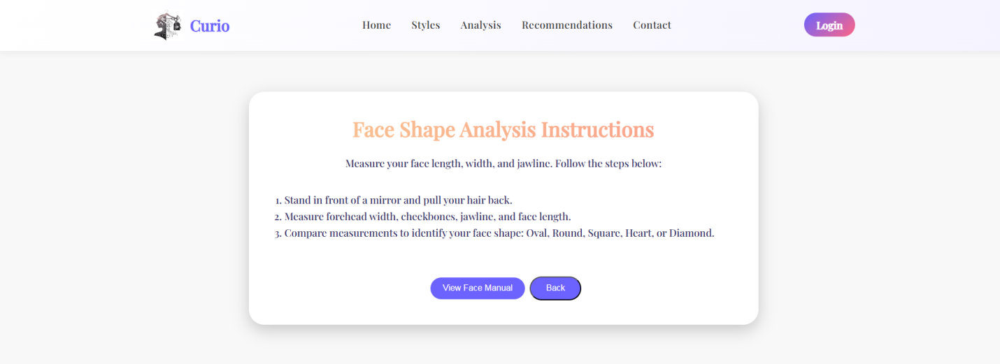 Curio
Home Styles Analysis Recommendations Contact
Login
Face Shape Analysis Instructions
Measure your face length, width, and jawline. Follow the steps below:
1. Stand in front of a mirror and pull your hair back.
2. Measure forehead width, cheekbones, jawline, and face length.
3. Compare measurements to identify your face shape: Oval, Round, Square, Heart, or Diamond.
View Face Manual Back